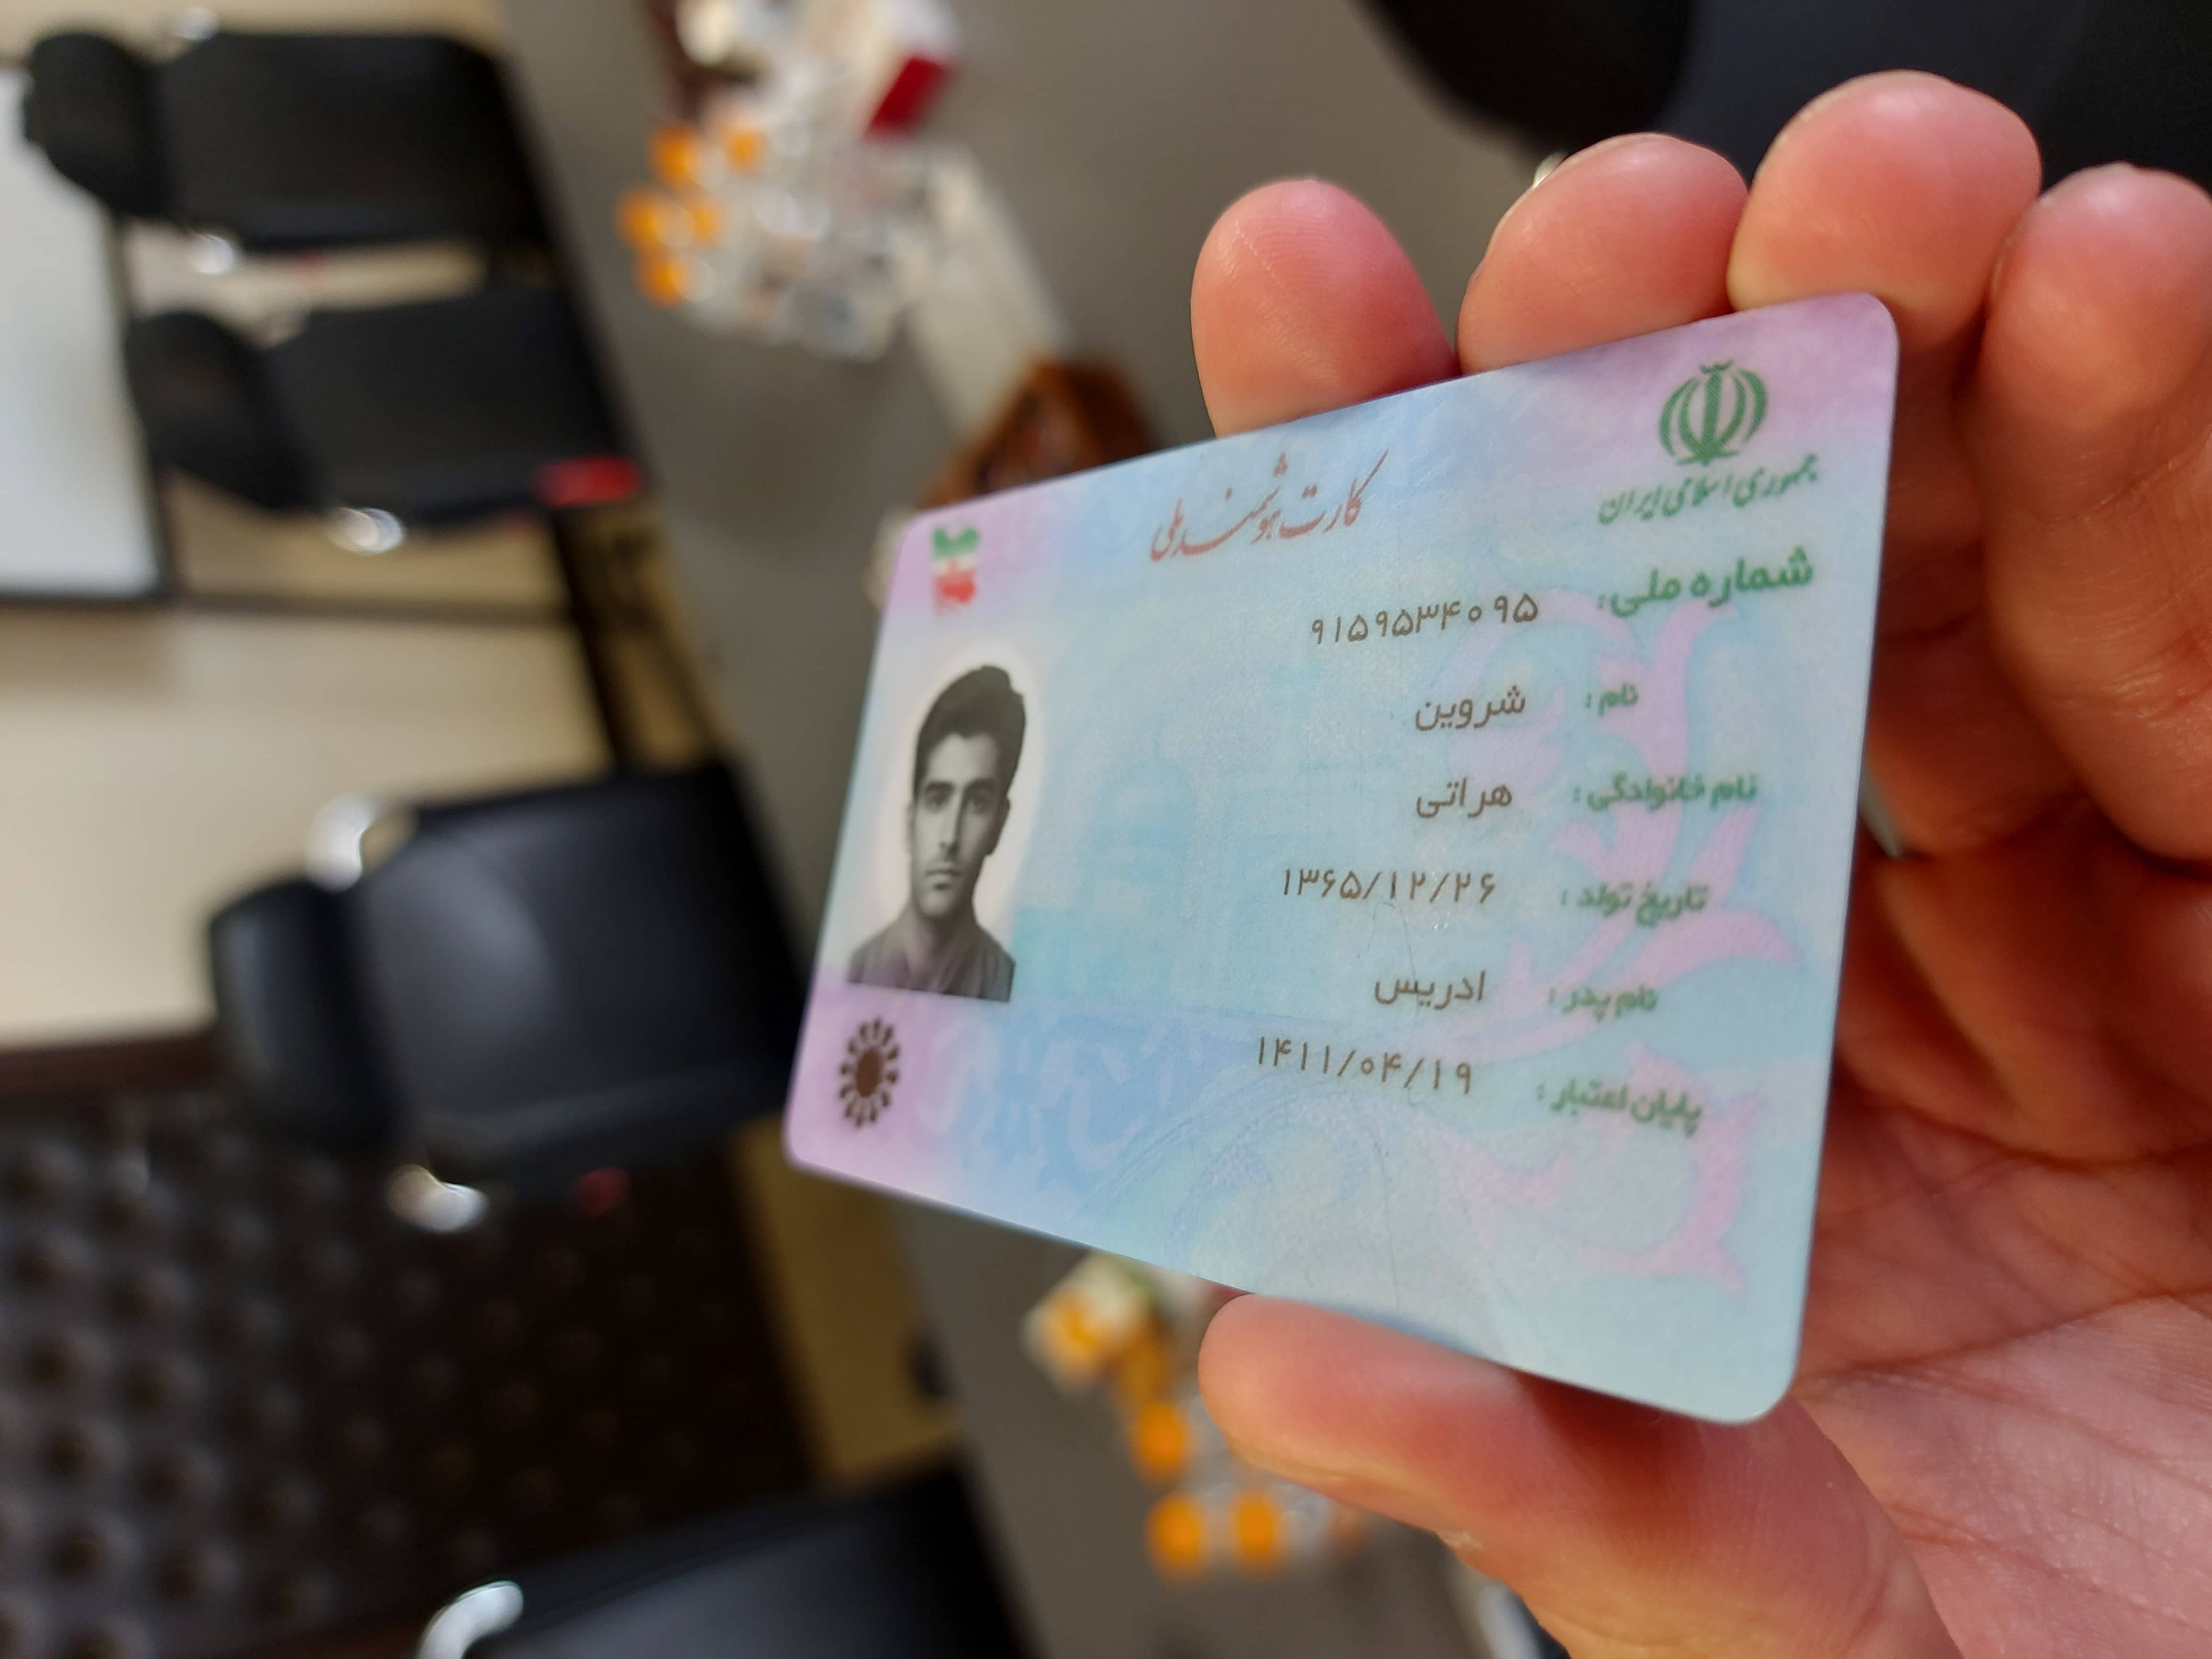 جمهوری اسلامی ایران
کارت هوشمند ملی
شماره ملی: ۹۱۵۹۵۳۴۰۹۵
نام: شروین
نام خانوادگی: هراتی
تاریخ تولد: ۱۳۶۵/۱۲/۲۶
نام پدر: ادریس
پایان اعتبار: ۱۴۱۱/۰۴/۱۹